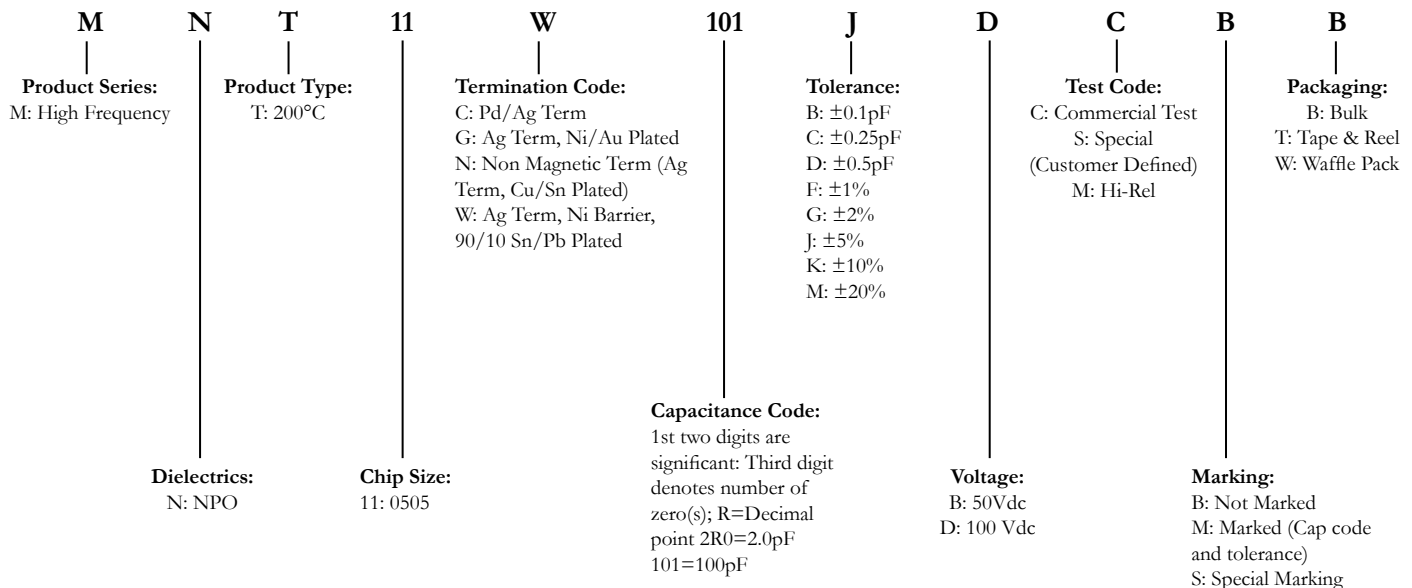 M N T 11 W 101 J D C B B
Product Series:
M: High Frequency
Product Type:
T: 200°C
Termination Code:
C: Pd/Ag Term
G: Ag Term, Ni/Au Plated
N: Non Magnetic Term (Ag
Term, Cu/Sn Plated)
W: Ag Term, Ni Barrier,
90/10 Sn/Pb Plated
Tolerance:
B: ±0.1pF
C: ±0.25pF
D: ±0.5pF
F: ±1%
G: ±2%
J: ±5%
K: ±10%
M: ±20%
Test Code:
C: Commercial Test
S: Special
(Customer Defined)
M: Hi-Rel
Packaging:
B: Bulk
T: Tape & Reel
W: Waffle Pack
Dielectrics:
N: NPO
Chip Size:
11: 0505
Capacitance Code:
1st two digits are
significant: Third digit
denotes number of
zero(s); R=Decimal
point 2R0=2.0pF
101=100pF
Voltage:
B: 50Vdc
D: 100 Vdc
Marking:
B: Not Marked
M: Marked (Cap code
and tolerance)
S: Special Marking